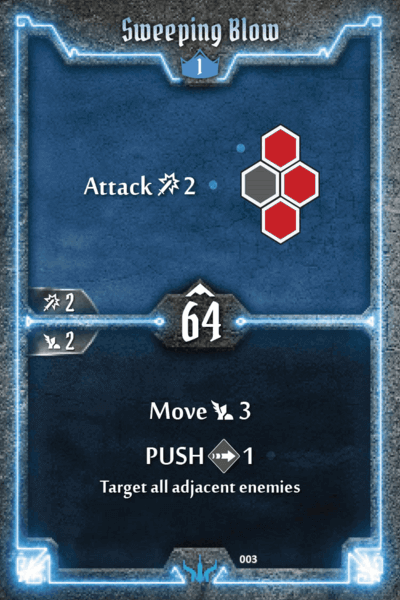 Sweeping Blow
1
Attack 2
2
64
2
Move 3
PUSH 1
Target all adjacent enemies
003